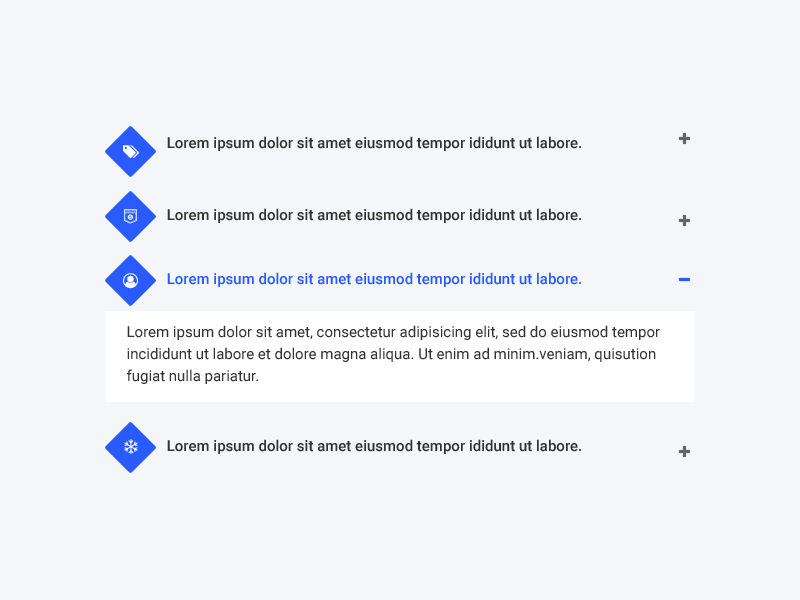 Lorem ipsum dolor sit amet eiusmod tempor ididunt ut labore.
Lorem ipsum dolor sit amet eiusmod tempor ididunt ut labore.
Lorem ipsum dolor sit amet eiusmod tempor ididunt ut labore.
Lorem ipsum dolor sit amet, consectetur adipisicing elit, sed do eiusmod tempor
incididunt ut labore et dolore magna aliqua. Ut enim ad minim.veniam, quisution
fugiat nulla pariatur.
Lorem ipsum dolor sit amet eiusmod tempor ididunt ut labore.